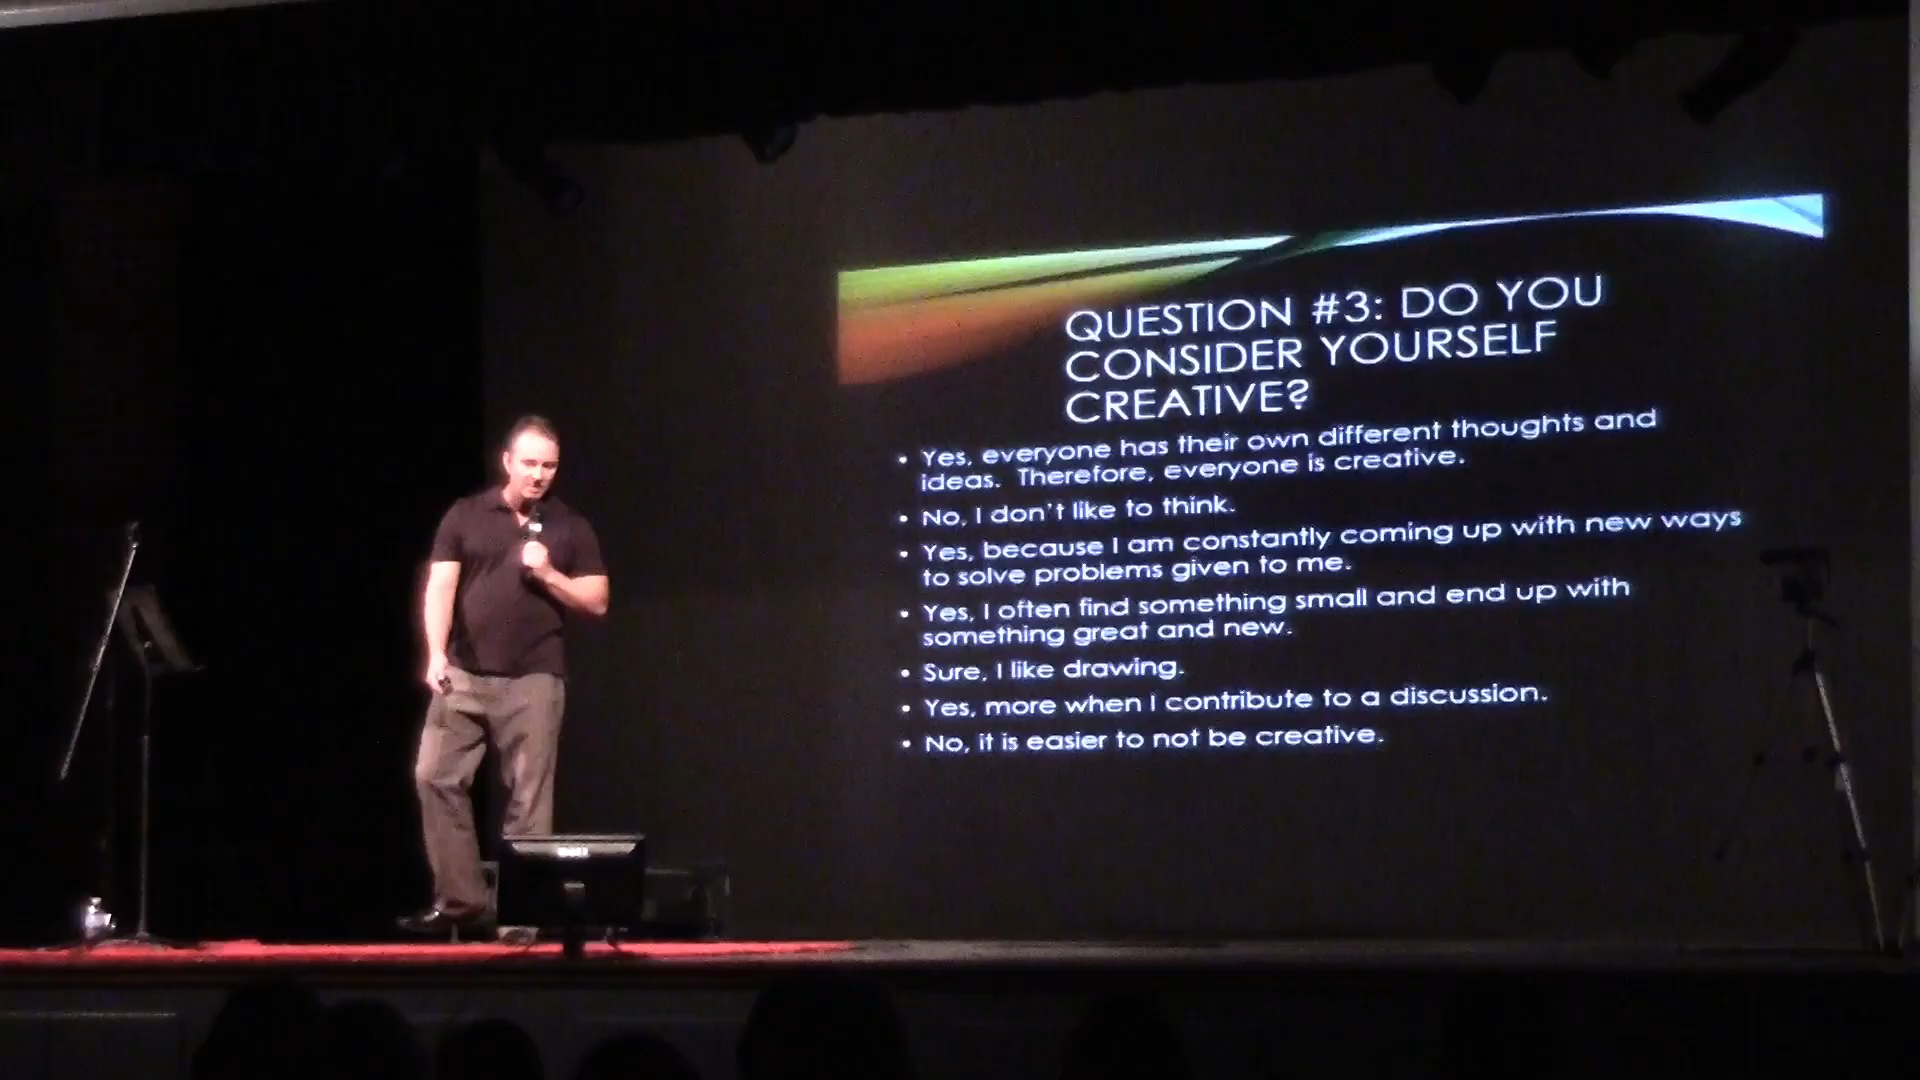 QUESTION #3: DO YOU
CONSIDER YOURSELF
CREATIVE?
• Yes, everyone has their own different thoughts and
ideas.  Therefore, everyone is creative.
• No, I don't like to think.
• Yes, because I am constantly coming up with new ways
to solve problems given to me.
• Yes, I often find something small and end up with
something great and new.
• Sure, I like drawing.
• Yes, more when I contribute to a discussion.
• No, it is easier to not be creative.